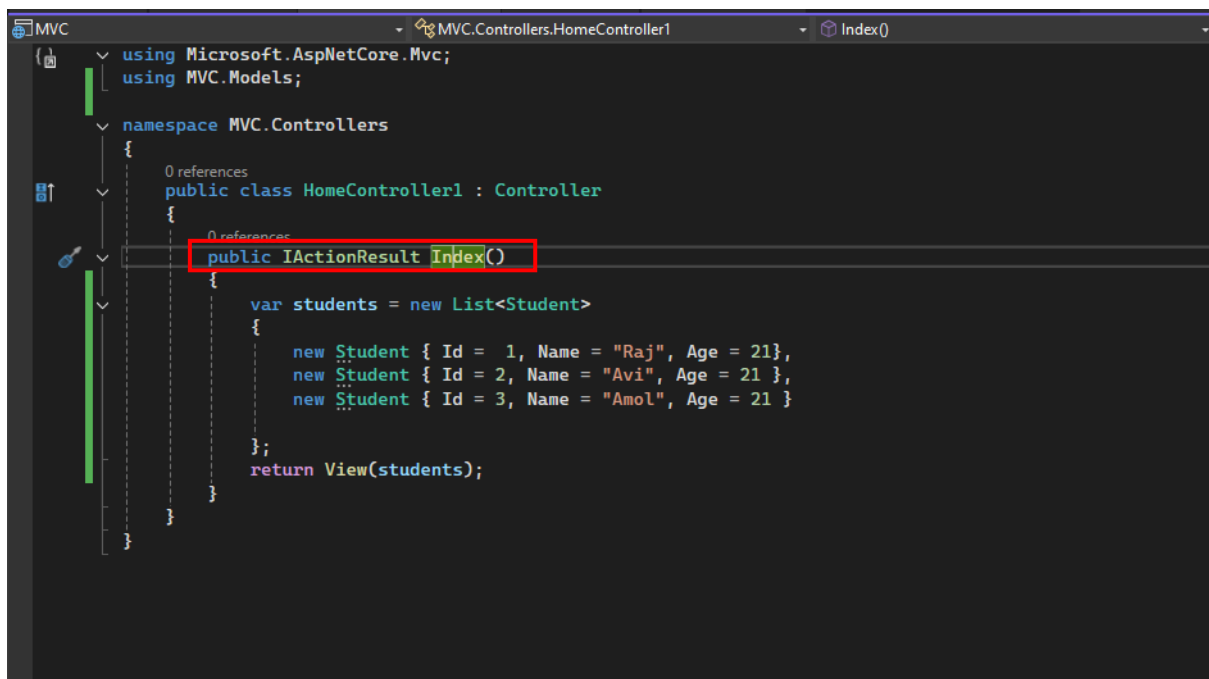 MVC MVC.Controllers.HomeController1 Index()
using Microsoft.AspNetCore.Mvc;
using MVC.Models;
namespace MVC.Controllers
{
0 references
public class HomeController1 : Controller
{
0 references
public IActionResult Index()
{
var students = new List<Student>
{
new Student { Id =  1, Name = "Raj", Age = 21},
new Student { Id = 2, Name = "Avi", Age = 21 },
new Student { Id = 3, Name = "Amol", Age = 21 }
};
return View(students);
}
}
}